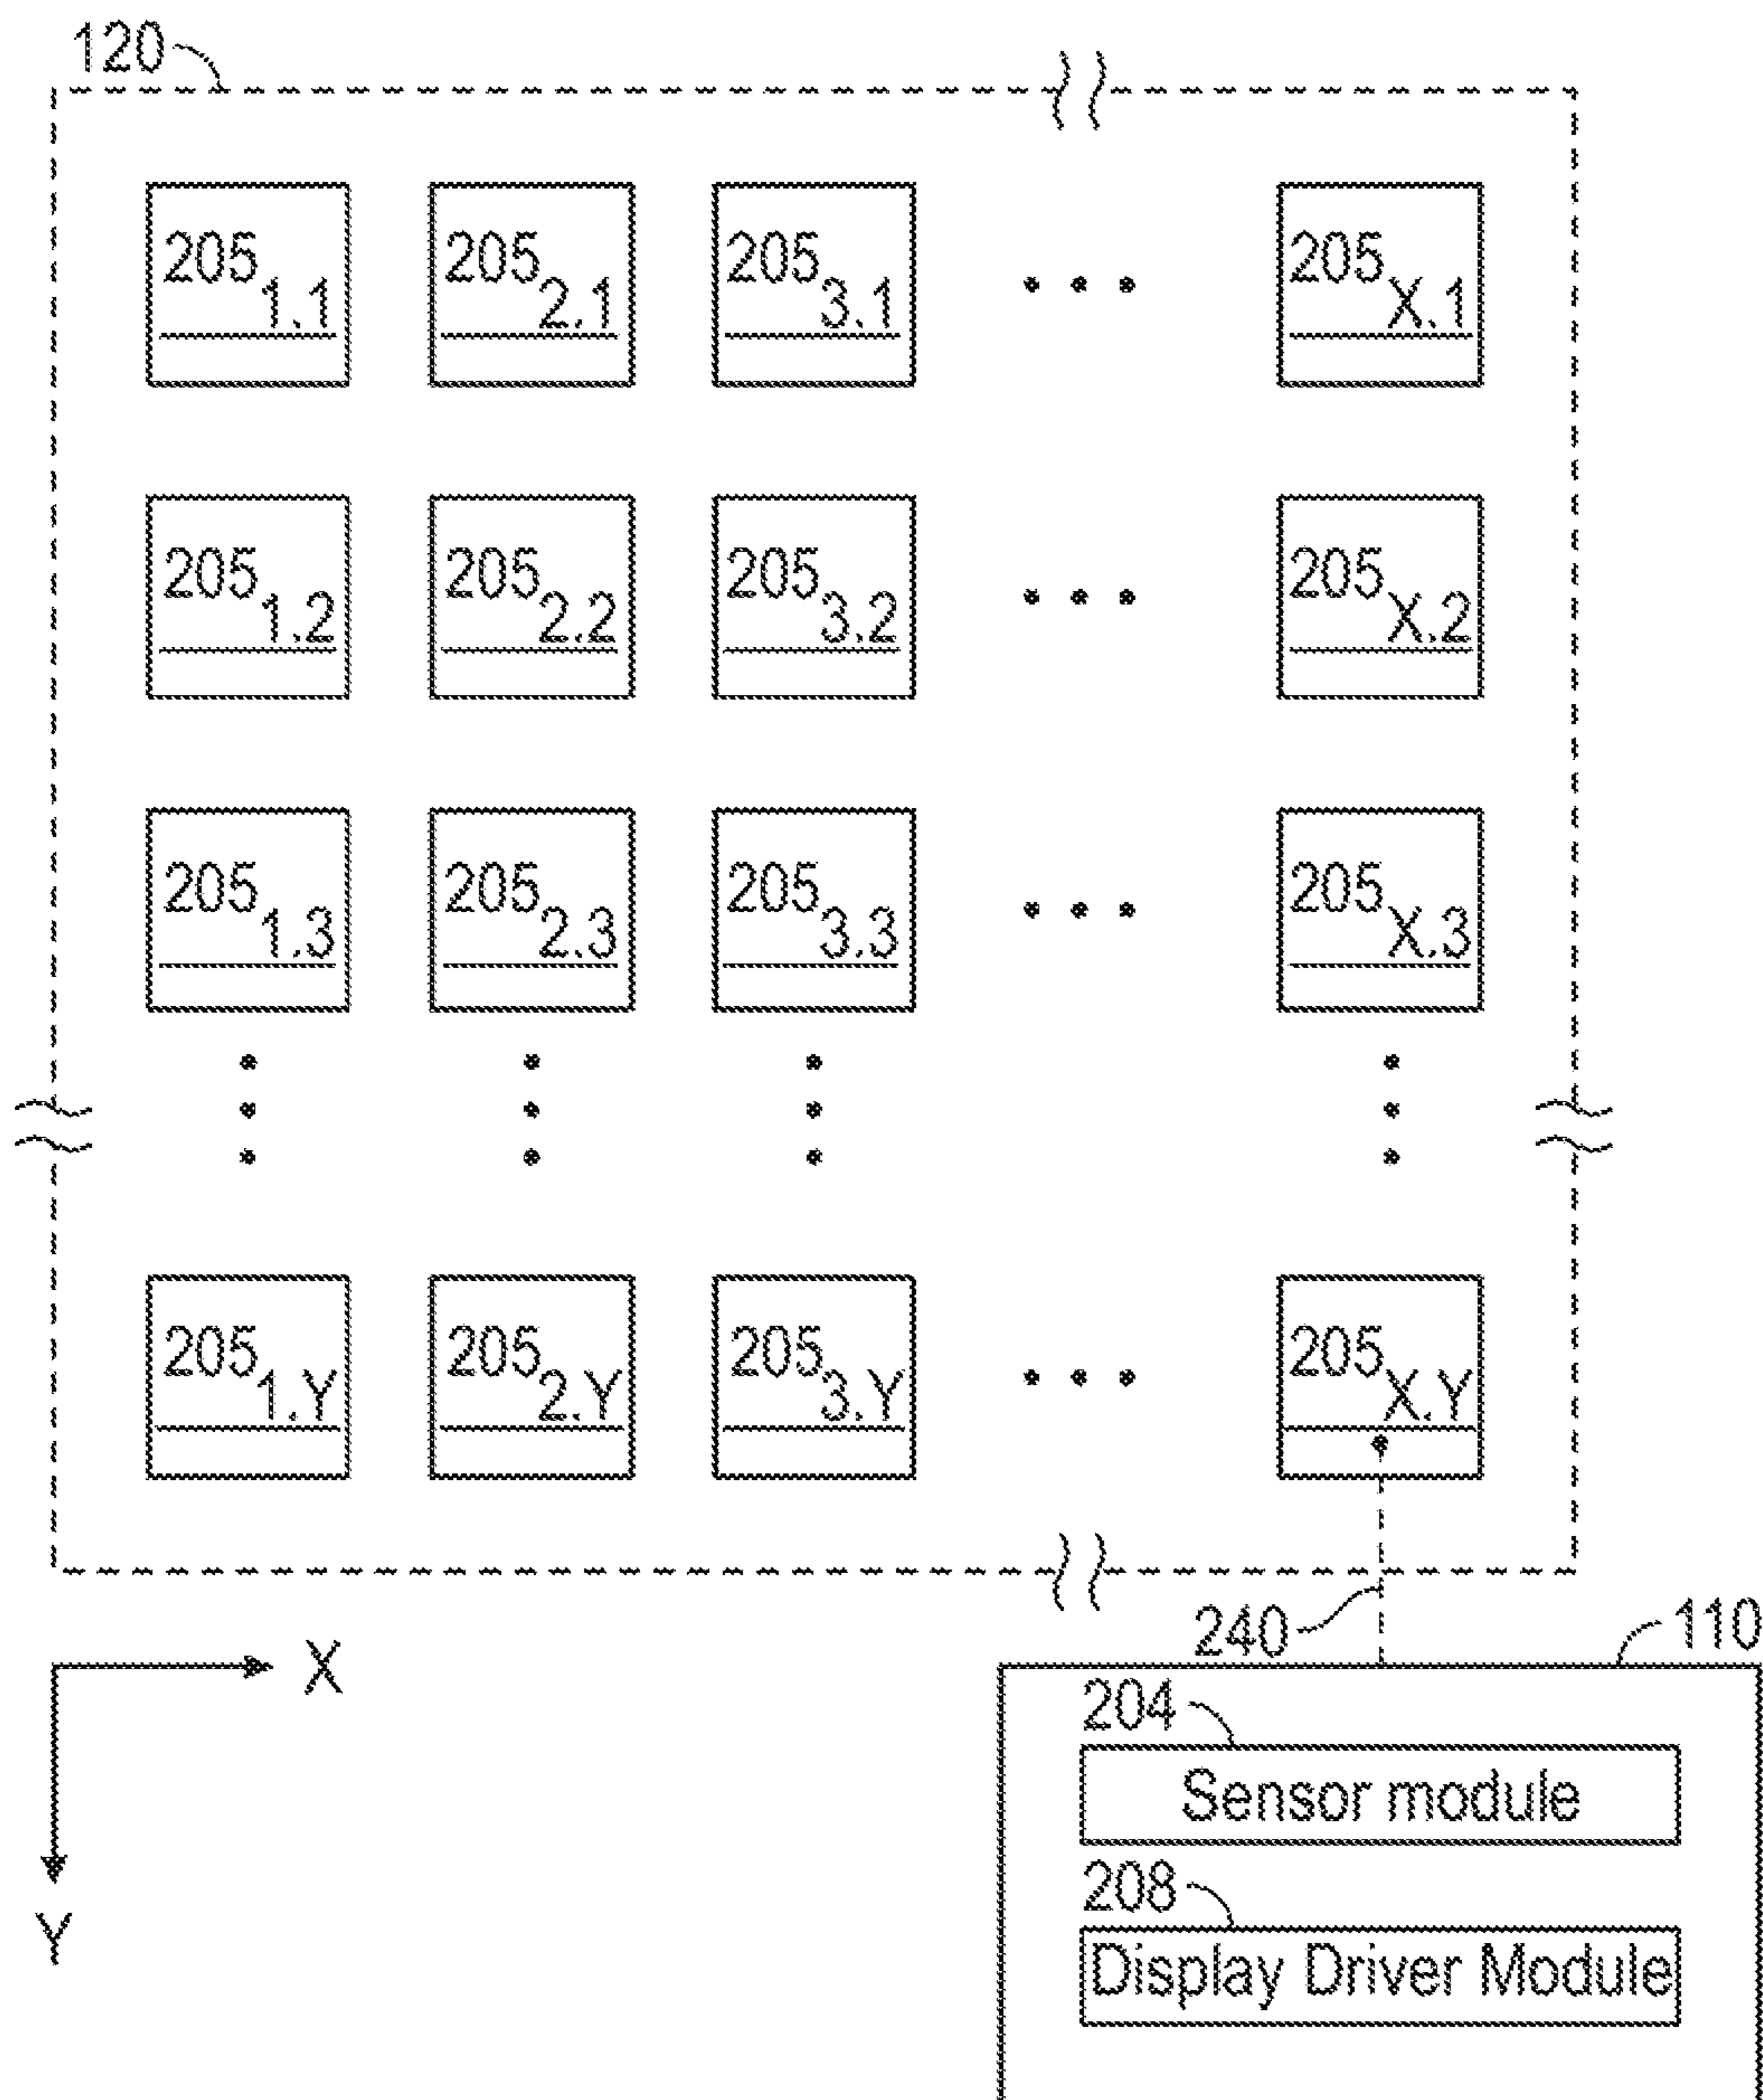 120
205 1.1 205 2.1 205 3.1 205 X.1
205 1.2 205 2.2 205 3.2 205 X.2
205 1.3 205 2.3 205 3.3 205 X.3
205 1.Y 205 2.Y 205 3.Y 205 X.Y
240
110
X
Y
204
Sensor module
208
Display Driver Module